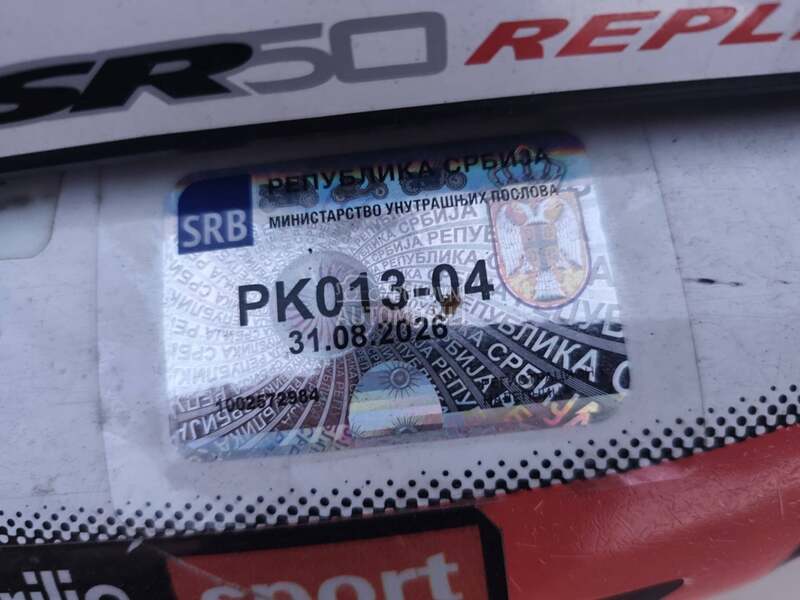 SR50 REPL
РЕПУБЛИКА СРБИЈА
МИНИСТАРСТВО УНУТРАШЊИХ ПОСЛОВА
SRB
PK013-04
31.08.2026
1002572984
sport